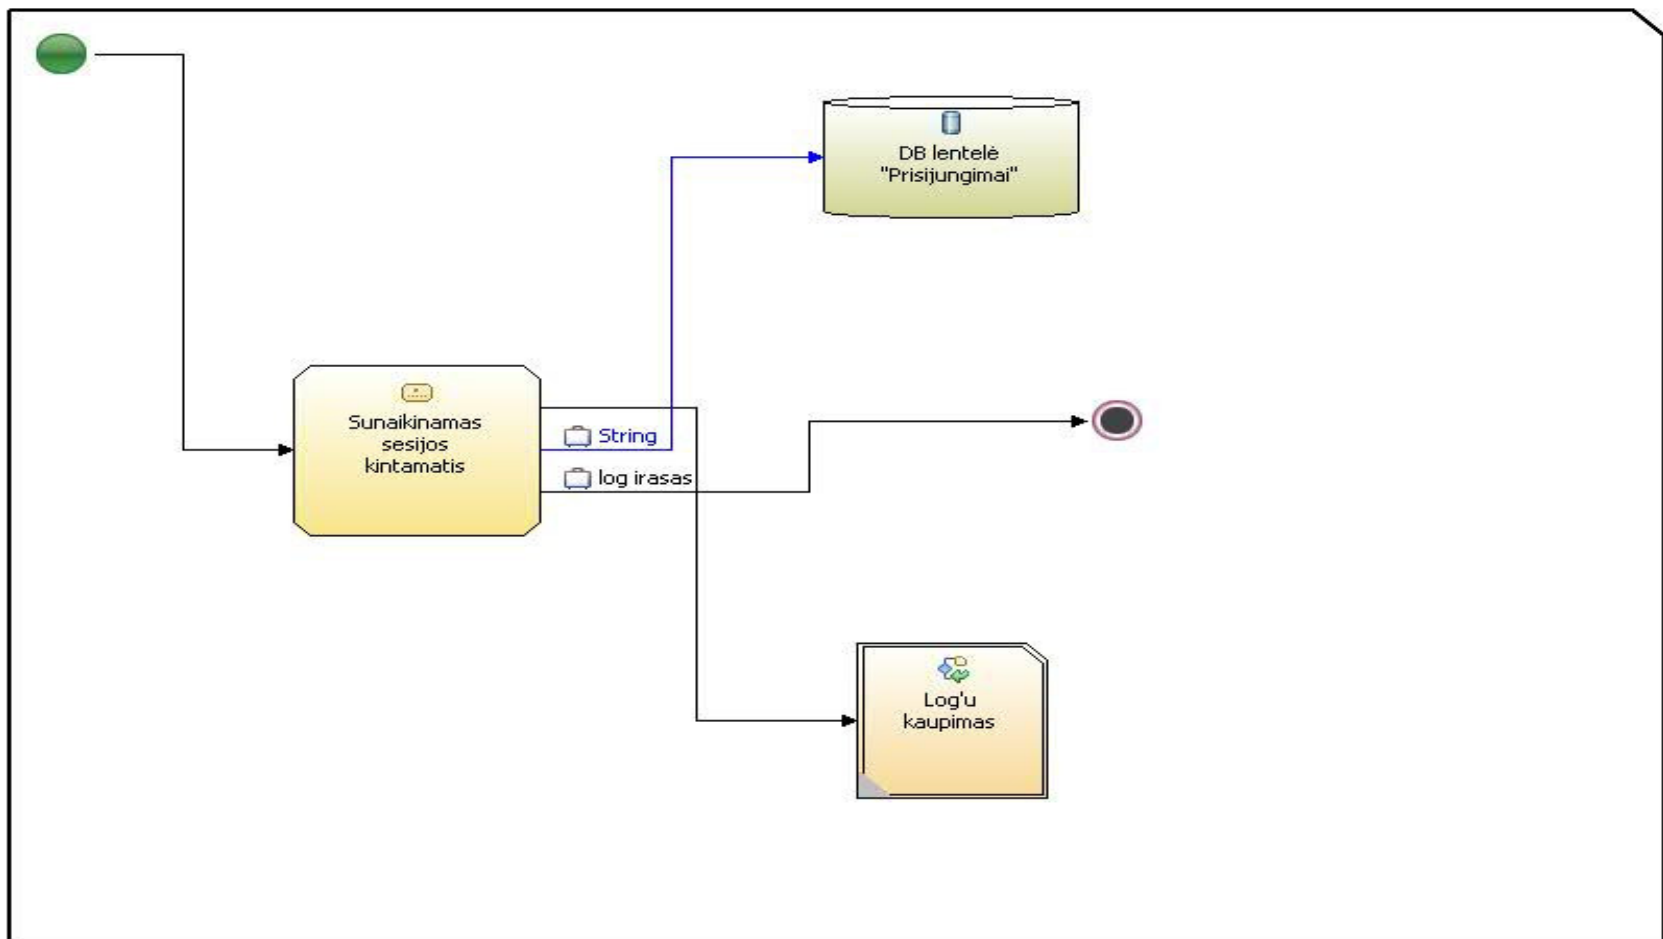 DB lentelė
"Prisijungimai"
Sunaikinamas
sesijos
kintamatis
String
log irasas
Log'u
kaupimas